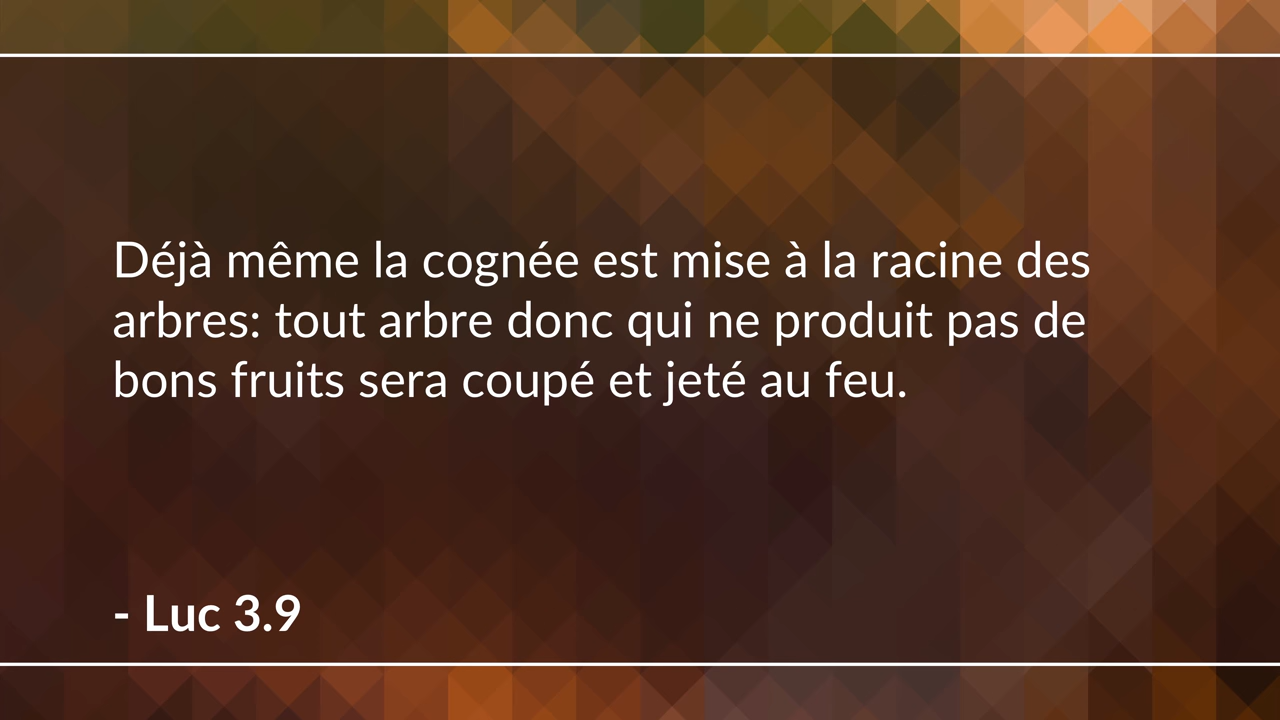 Déjà même la cognée est mise à la racine des
arbres: tout arbre donc qui ne produit pas de
bons fruits sera coupé et jeté au feu.
- Luc 3.9